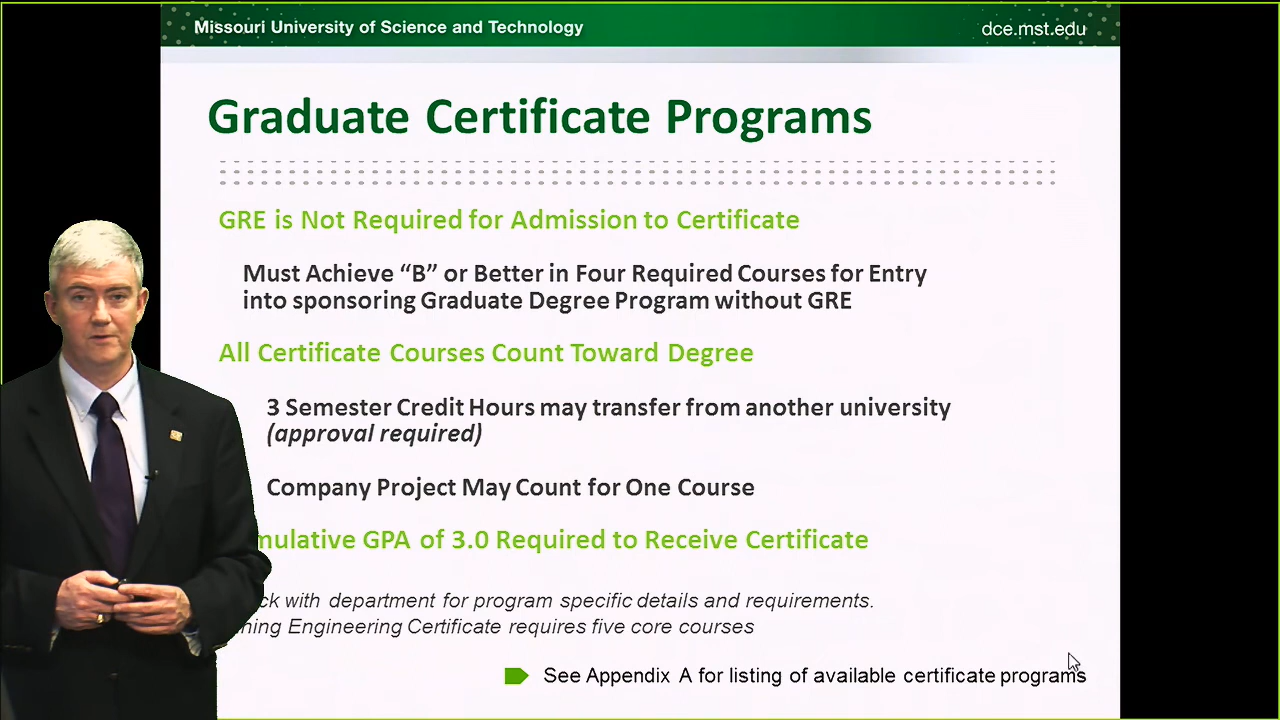 Missouri University of Science and Technology
dce.mst.edu
Graduate Certificate Programs
GRE is Not Required for Admission to Certificate
Must Achieve “B” or Better in Four Required Courses for Entry
into sponsoring Graduate Degree Program without GRE
All Certificate Courses Count Toward Degree
3 Semester Credit Hours may transfer from another university
(approval required)
Company Project May Count for One Course
GPA of 3.0 Required to Receive Certificate
with department for program specific details and requirements.
Engineering Certificate requires five core courses
See Appendix A for listing of available certificate programs